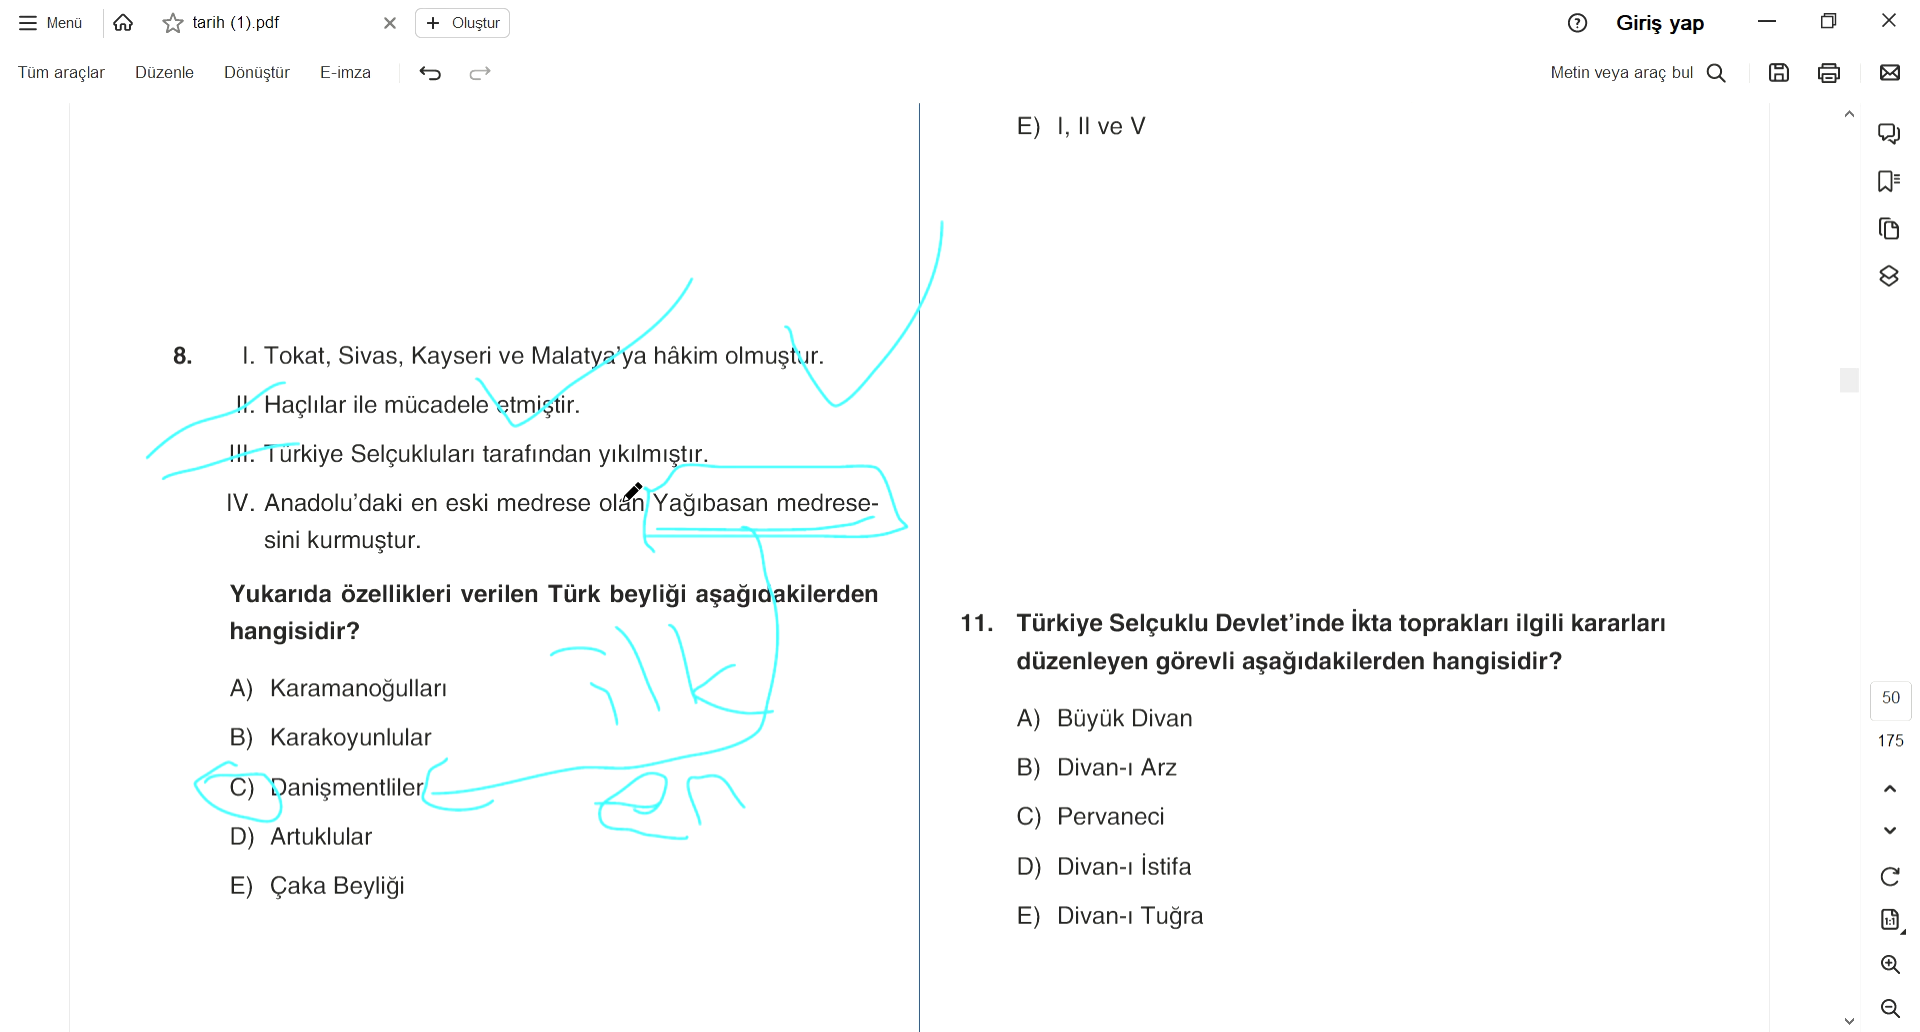 Menü
tarih (1).pdf
Oluştur
Giriş yap
Tüm araçlar
Düzenle
Dönüştür
E-imza
Metin veya araç bul
8. I. Tokat, Sivas, Kayseri ve Malatya'ya hâkim olmuştur.
II. Haçlılar ile mücadele etmiştir.
III. Türkiye Selçukluları tarafından yıkılmıştır.
IV. Anadolu'daki en eski medrese olan Yağıbasan medrese-
sini kurmuştur.
Yukarıda özellikleri verilen Türk beyliği aşağıdakilerden
hangisidir?
A) Karamanoğulları
B) Karakoyunlular
C) Danişmentliler
D) Artuklular
E) Çaka Beyliği
ilk
en
E) I, II ve V
11. Türkiye Selçuklu Devlet'inde İkta toprakları ilgili kararları
düzenleyen görevli aşağıdakilerden hangisidir?
A) Büyük Divan
B) Divan-ı Arz
C) Pervaneci
D) Divan-ı İstifa
E) Divan-ı Tuğra
50
175
1:1